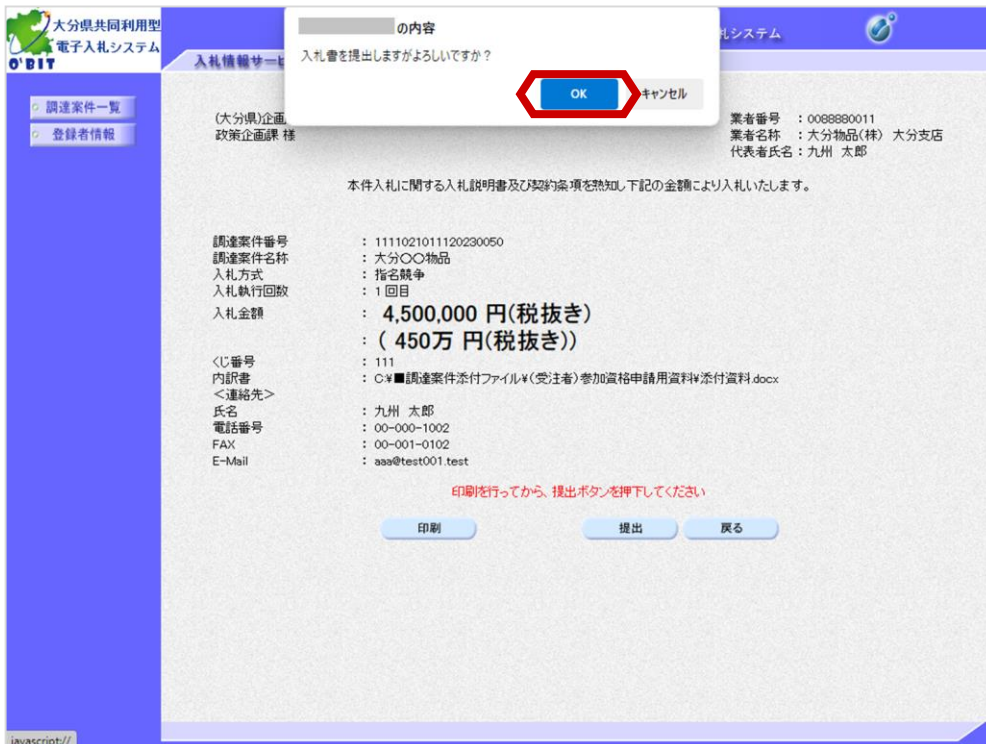 大分県共同利用型
電子入札システム
O'BIT
の内容
入札書を提出しますがよろしいですか？
OK
キャンセル
札システム
入札情報サービ
調達案件一覧
登録者情報
(大分県)企画
政策企画課 様
業者番号 ：0088880011
業者名称 ：大分物品(株) 大分支店
代表者氏名：九州 太郎
本件入札に関する入札説明書及び契約条項を熟知し下記の金額により入札いたします。
調達案件番号 ：1111021011120230050
調達案件名称 ：大分〇〇物品
入札方式 ：指名競争
入札執行回数 ：1 回目
入札金額 ：4,500,000 円(税抜き)
：( 450万 円(税抜き))
くじ番号 ：111
内訳書 ：C:¥■調達案件添付ファイル¥(受注者)参加資格申請用資料¥添付資料.docx
＜連絡先＞
氏名 ：九州 太郎
電話番号 ：00-000-1002
FAX ：00-001-0102
E-Mail ：aaa@test001.test
印刷を行ってから、提出ボタンを押下してください
印刷 提出 戻る
javascript://